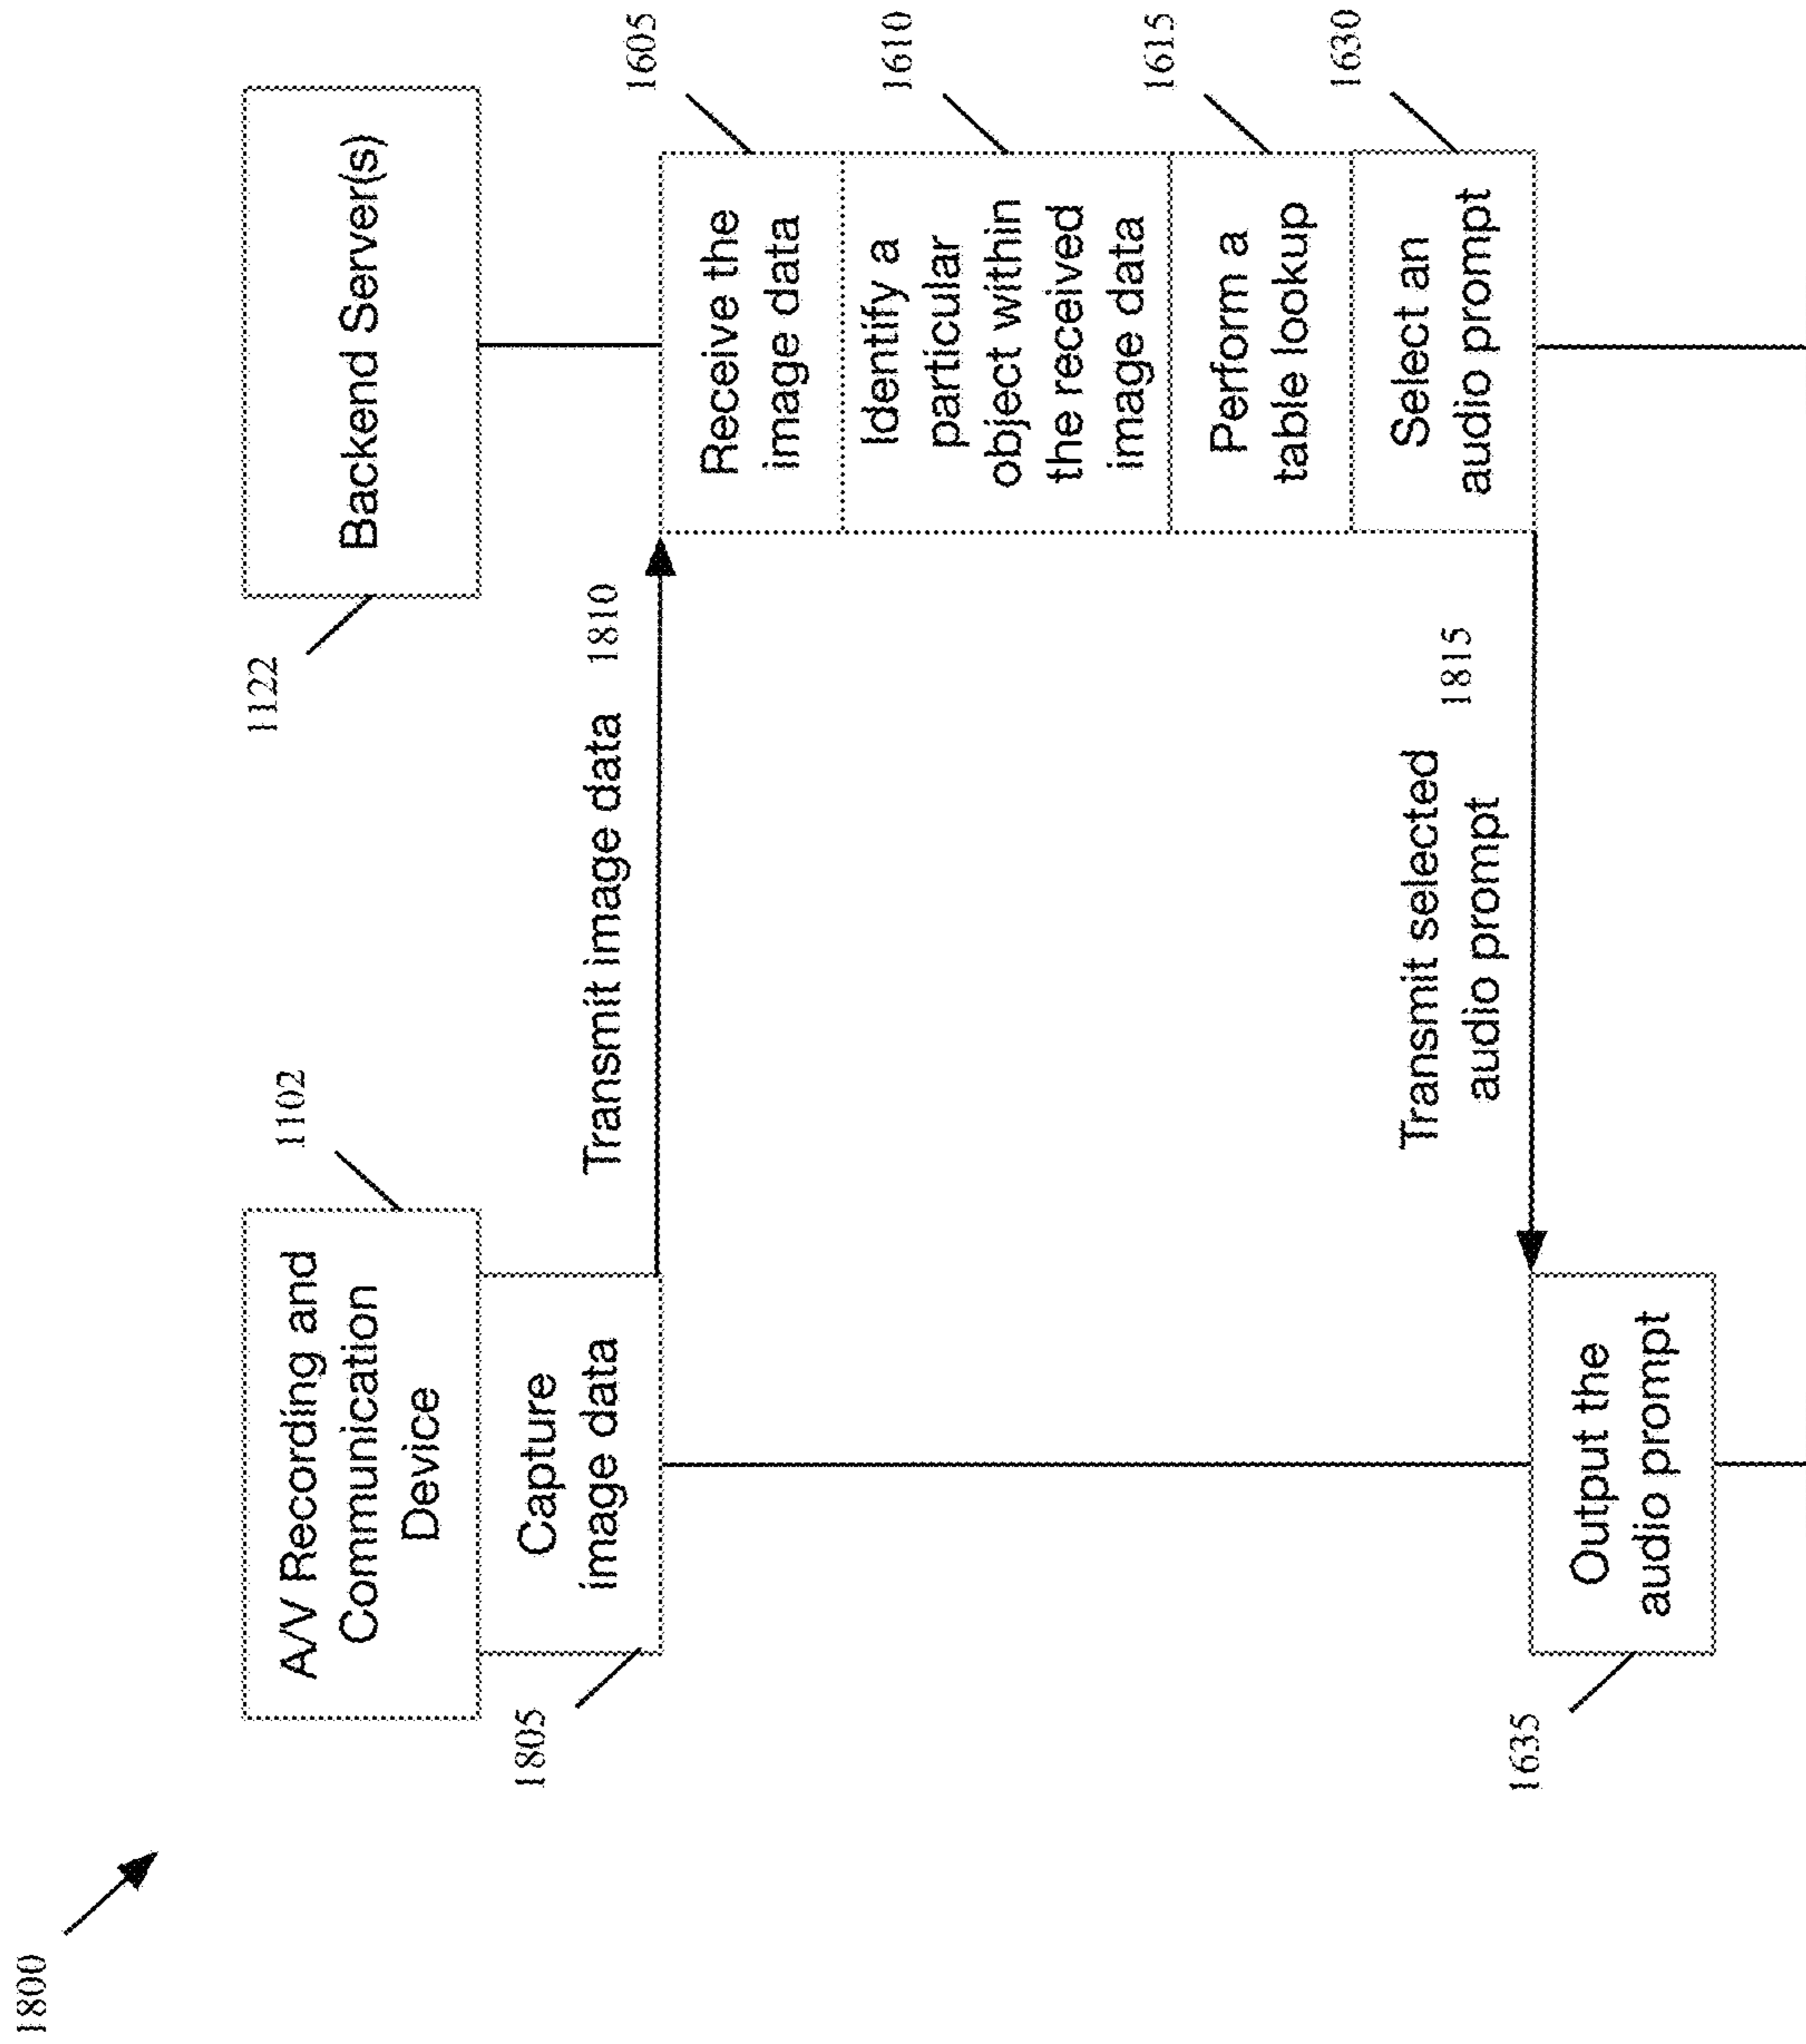 1800
A/V Recording and
Communication
Device
1102
1122
Backend Server(s)
1805
Capture
image data
Transmit image data 1810
Receive the
image data
1605
Identify a
particular
object within
the received
image data
1610
Perform a
table lookup
1615
Select an
audio prompt
1630
Transmit selected
audio prompt
1815
1635
Output the
audio prompt